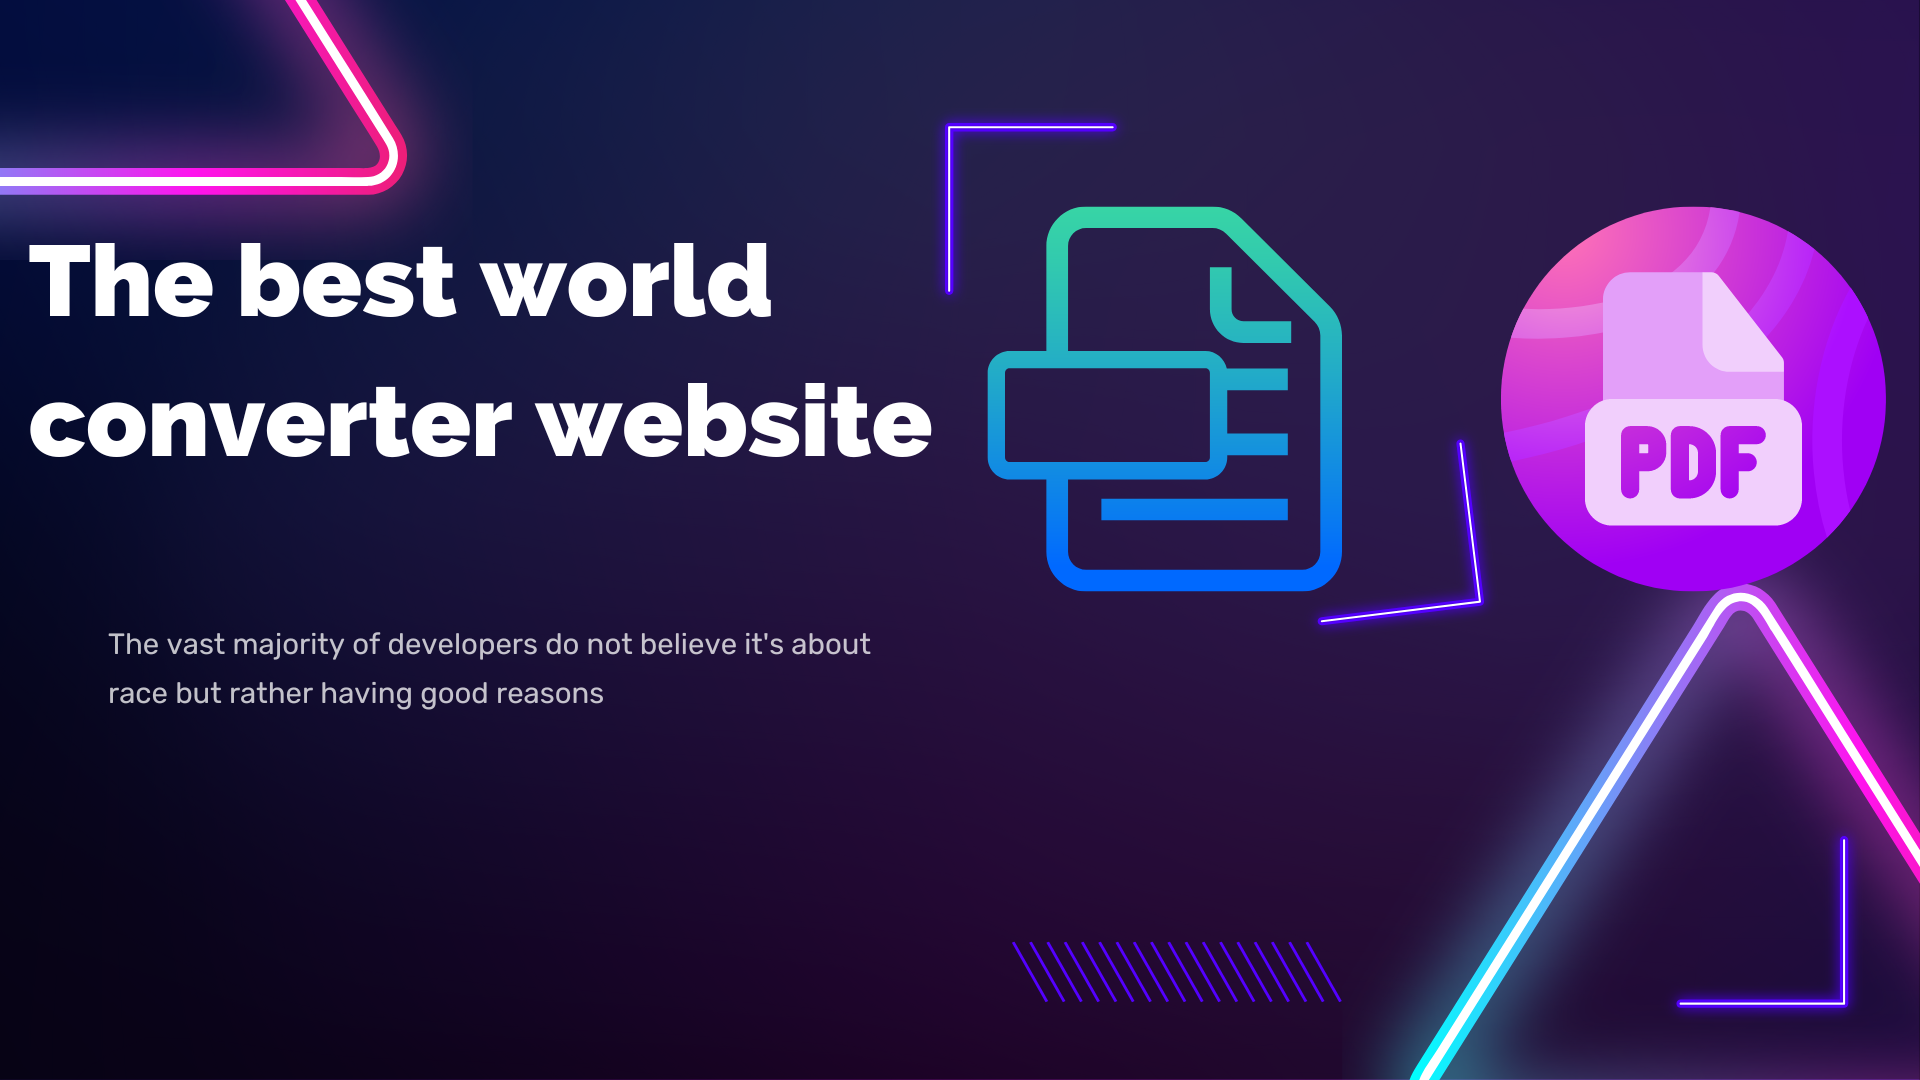 The best world
converter website
PDF
The vast majority of developers do not believe it's about
race but rather having good reasons